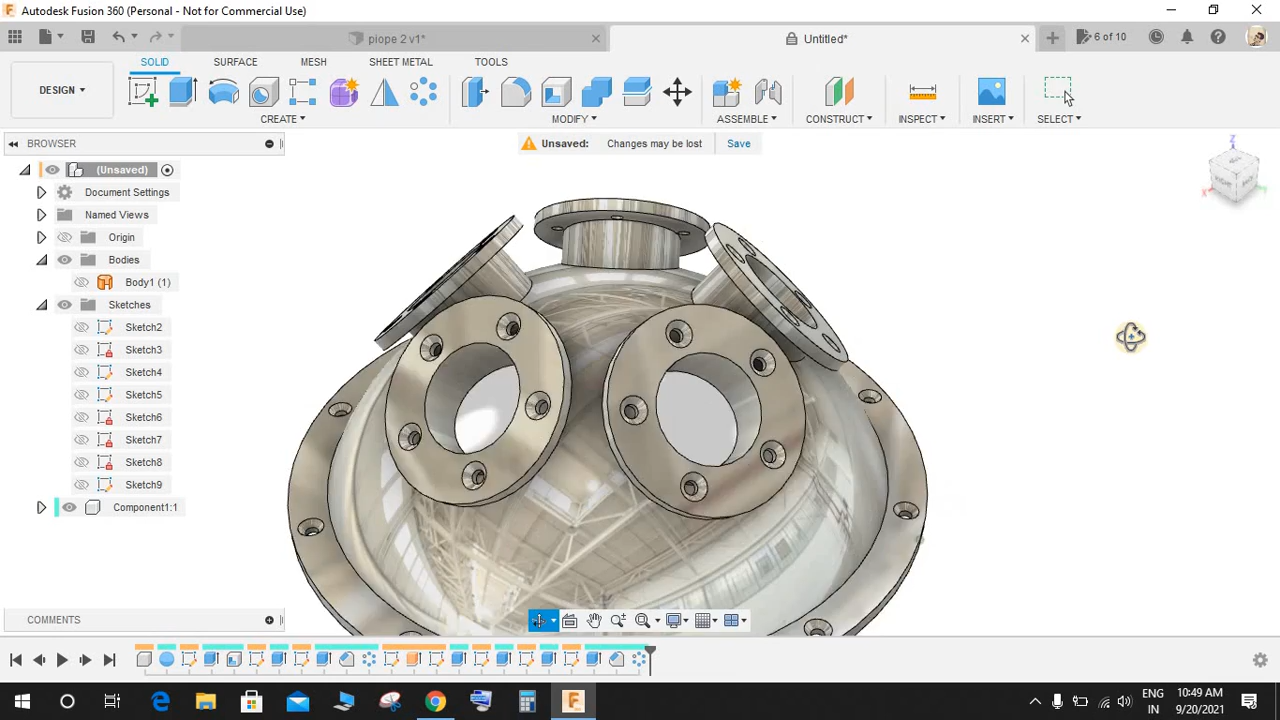 Autodesk Fusion 360 (Personal - Not for Commercial Use)
piope 2 v1*
Untitled*
6 of 10
SOLID
SURFACE
MESH
SHEET METAL
TOOLS
DESIGN
CREATE
MODIFY
ASSEMBLE
CONSTRUCT
INSPECT
INSERT
SELECT
BROWSER
Unsaved:
Changes may be lost
Save
(Unsaved)
Document Settings
Named Views
Origin
Bodies
Body1 (1)
Sketches
Sketch2
Sketch3
Sketch4
Sketch5
Sketch6
Sketch7
Sketch8
Sketch9
Component1:1
Z
COMMENTS
ENG
IN
10:49 AM
9/20/2021